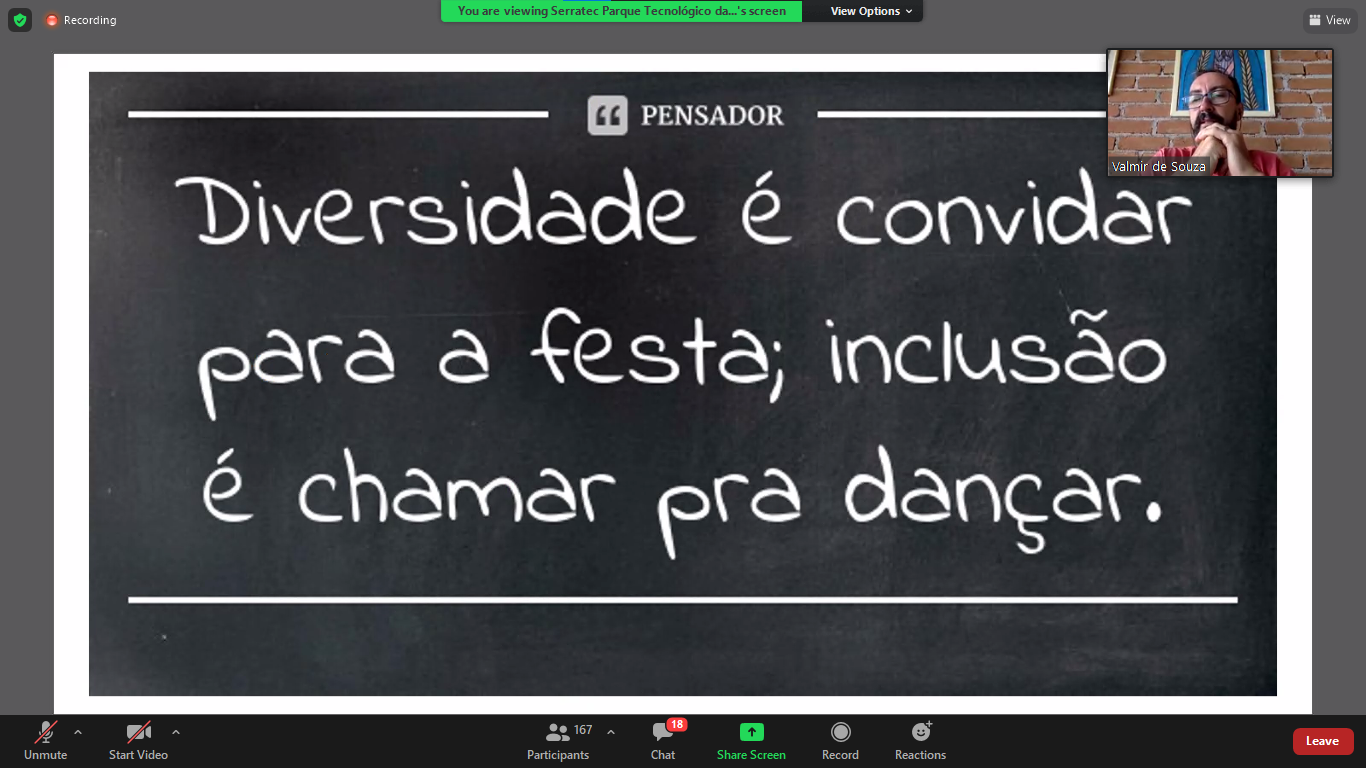 Recording
You are viewing Serratec Parque Tecnológico da...'s screen
View Options
View
PENSADOR
Valmir de Souza
Diversidade é convidar
para a festa; inclusão
é chamar pra dançar.
Unmute
Start Video
Participants
167
Chat
18
Share Screen
Record
Reactions
Leave